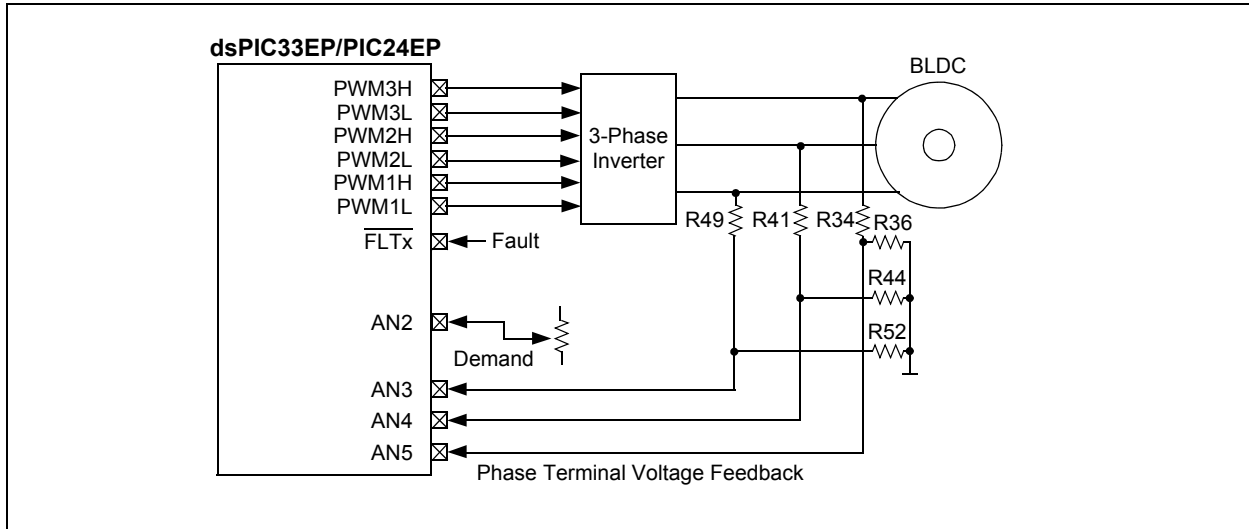 dsPIC33EP/PIC24EP
BLDC
PWM3H
PWM3L
PWM2H
PWM2L
PWM1H
PWM1L
3-Phase
Inverter
R49
R41
R34
R36
FLTx
Fault
R44
AN2
R52
Demand
AN3
AN4
AN5
Phase Terminal Voltage Feedback